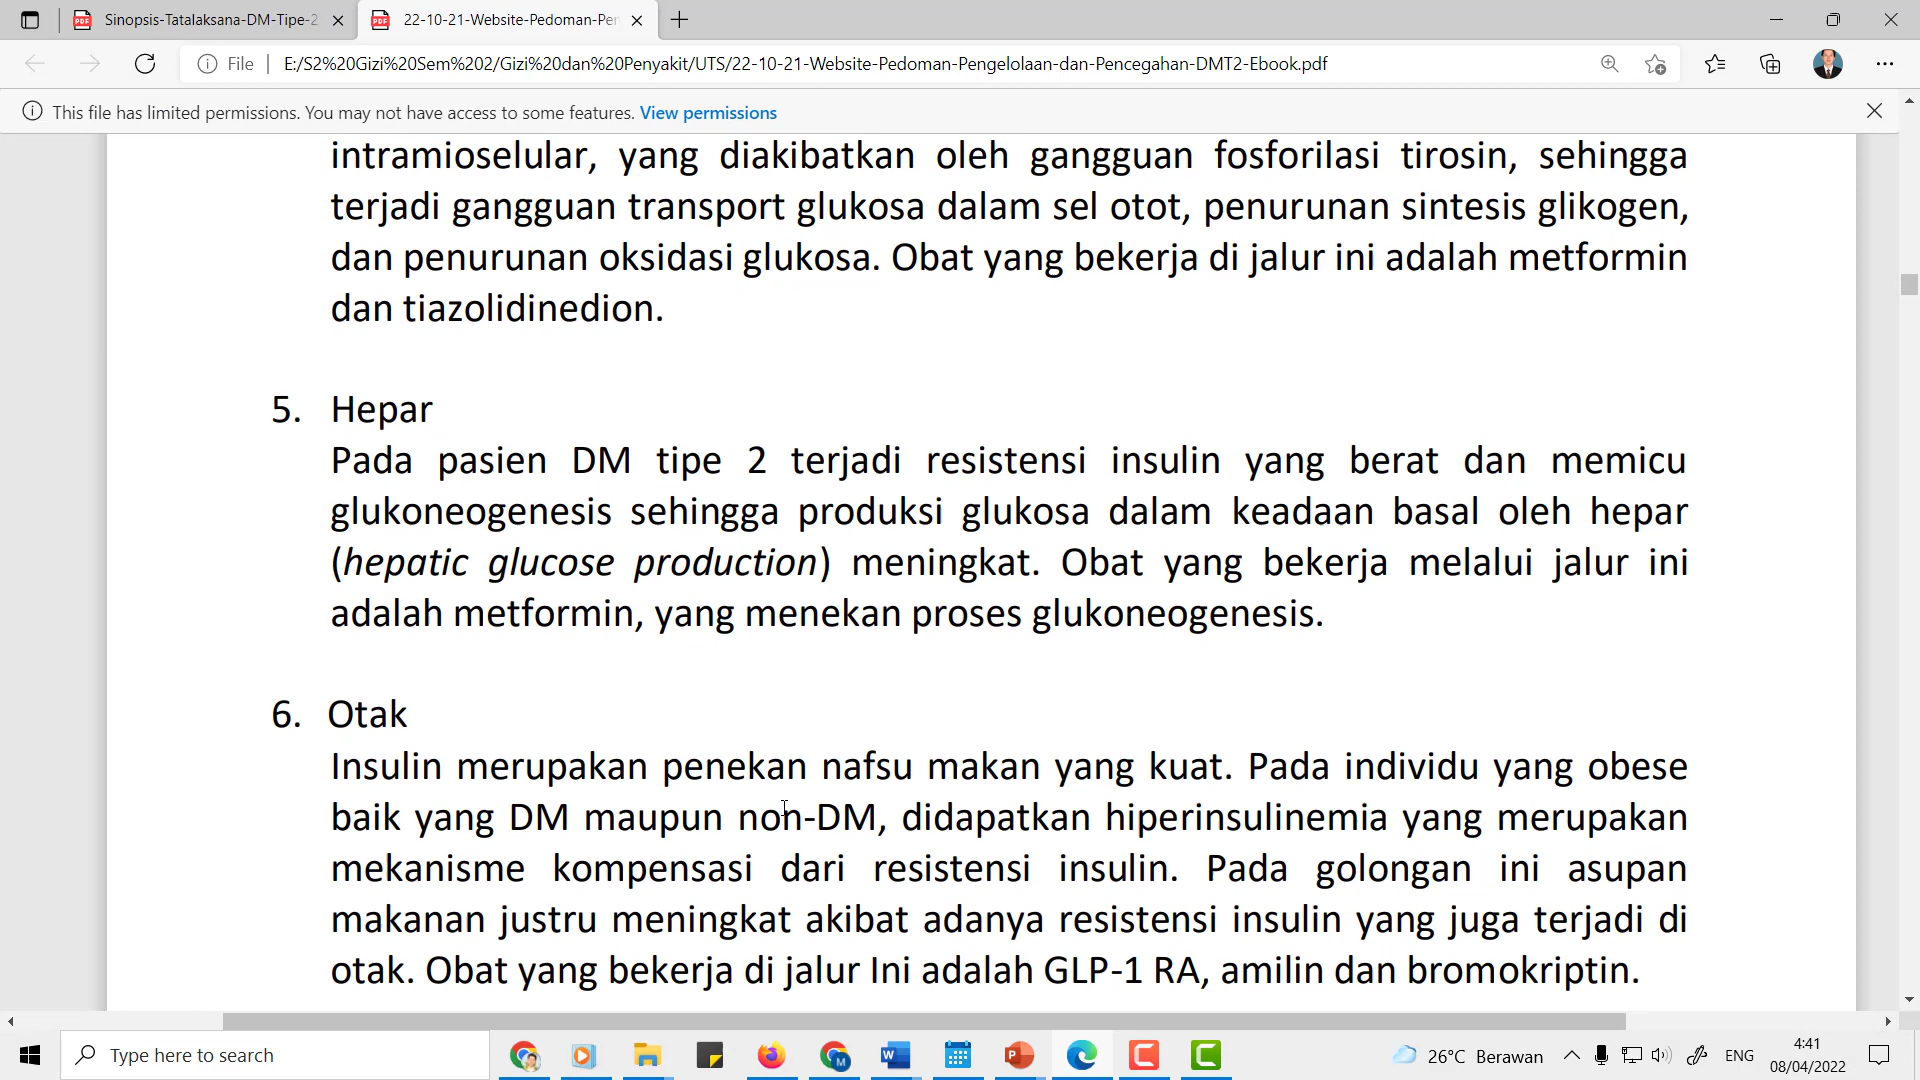 Sinopsis-Tatalaksana-DM-Tipe-2
22-10-21-Website-Pedoman-Pen
File
E:/S2%20Gizi%20Sem%202/Gizi%20dan%20Penyakit/UTS/22-10-21-Website-Pedoman-Pengelolaan-dan-Pencegahan-DMT2-Ebook.pdf
This file has limited permissions. You may not have access to some features. View permissions
intramioselular, yang diakibatkan oleh gangguan fosforilasi tirosin, sehingga
terjadi gangguan transport glukosa dalam sel otot, penurunan sintesis glikogen,
dan penurunan oksidasi glukosa. Obat yang bekerja di jalur ini adalah metformin
dan tiazolidinedion.
5. Hepar
Pada pasien DM tipe 2 terjadi resistensi insulin yang berat dan memicu
glukoneogenesis sehingga produksi glukosa dalam keadaan basal oleh hepar
(hepatic glucose production) meningkat. Obat yang bekerja melalui jalur ini
adalah metformin, yang menekan proses glukoneogenesis.
6. Otak
Insulin merupakan penekan nafsu makan yang kuat. Pada individu yang obese
baik yang DM maupun non-DM, didapatkan hiperinsulinemia yang merupakan
mekanisme kompensasi dari resistensi insulin. Pada golongan ini asupan
makanan justru meningkat akibat adanya resistensi insulin yang juga terjadi di
otak. Obat yang bekerja di jalur Ini adalah GLP-1 RA, amilin dan bromokriptin.
Type here to search
26°C Berawan
ENG
4:41
08/04/2022